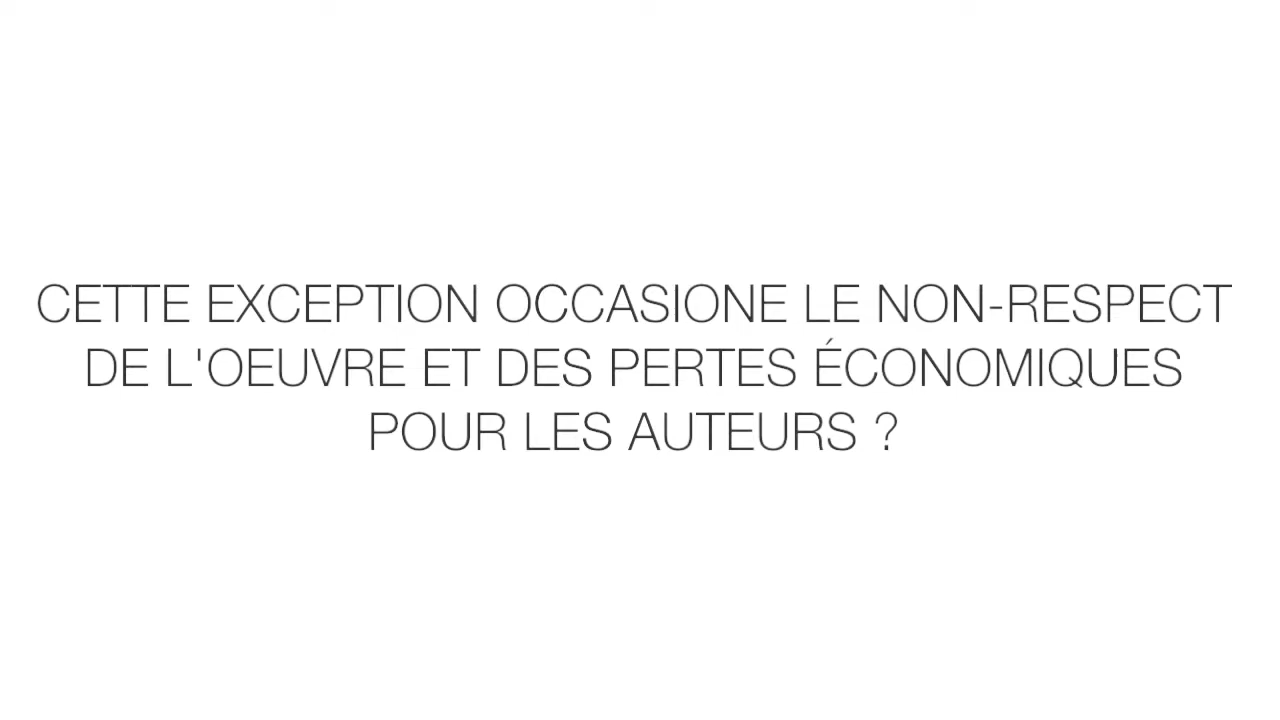 CETTE EXCEPTION OCCASIONE LE NON-RESPECT
DE L'OEUVRE ET DES PERTES ÉCONOMIQUES
POUR LES AUTEURS ?